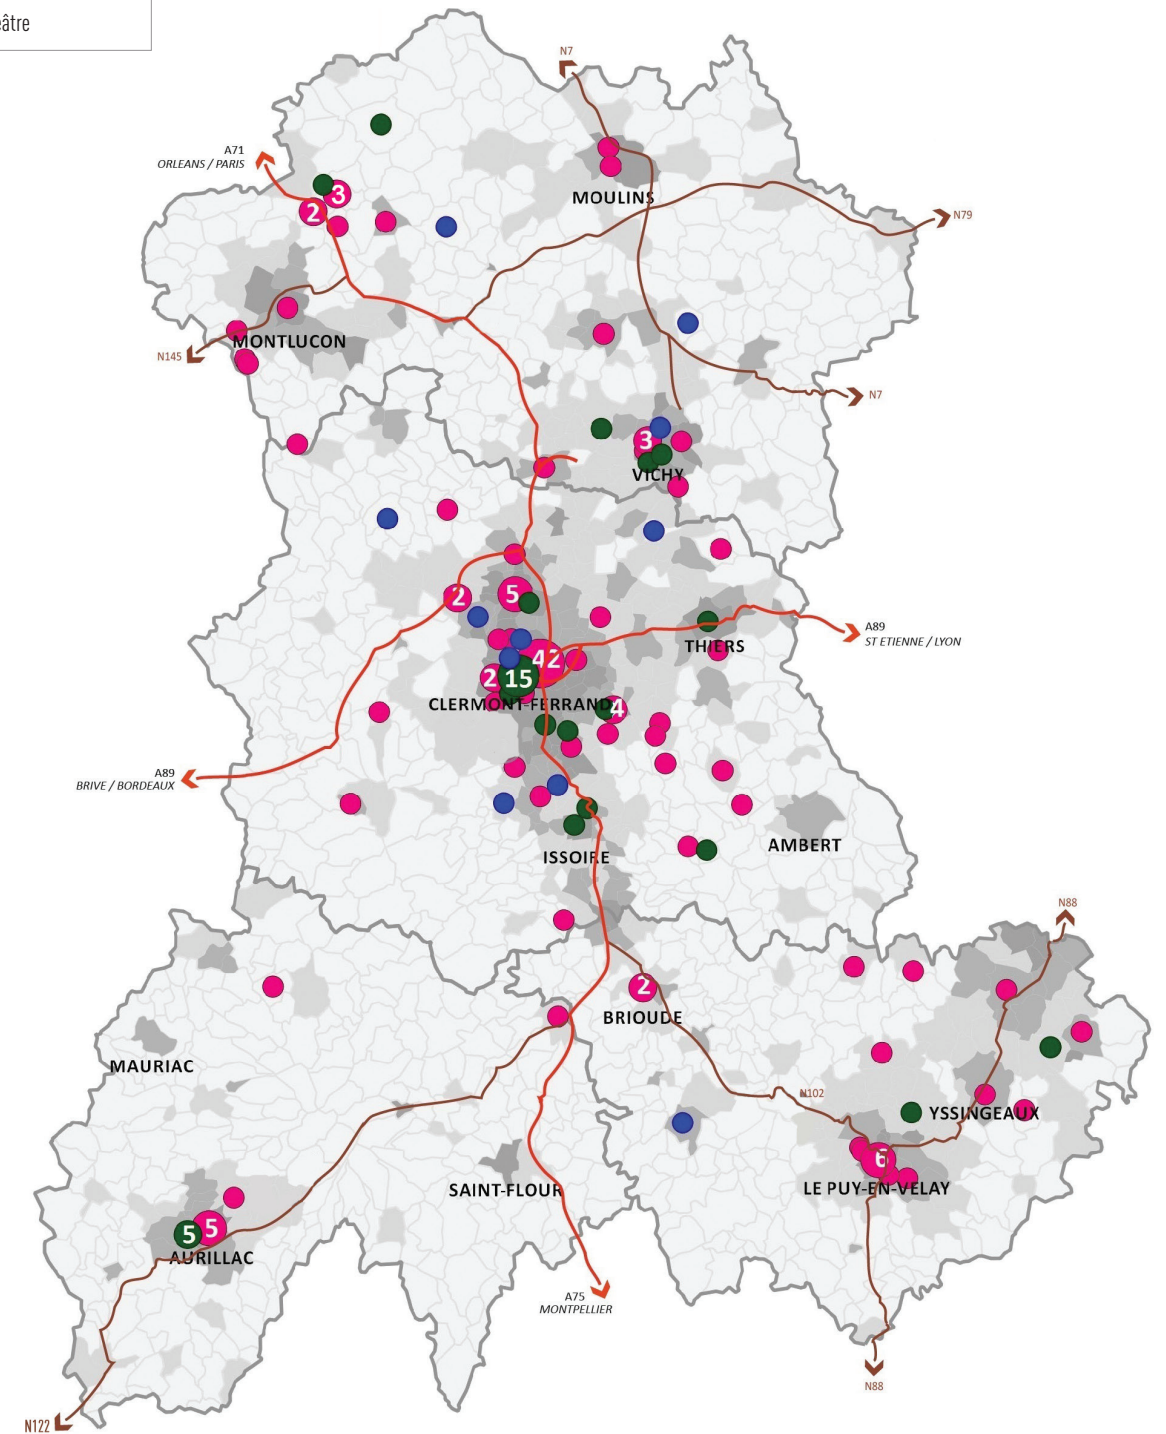 N7
A71
ORLEANS / PARIS
3
2
MOULINS
N79
MONTLUCON
N145
N7
3
VICHY
5
2
A89
ST ETIENNE / LYON
THIERS
42
2
15
CLERMONT-FERRAND
4
A89
BRIVE / BORDEAUX
AMBERT
ISSOIRE
N88
2
BRIOUDE
MAURIAC
N102
YSSINGEAUX
6
LE PUY-EN-VELAY
SAINT-FLOUR
5
5
AURILLAC
A75
MONTPELLIER
N88
N122